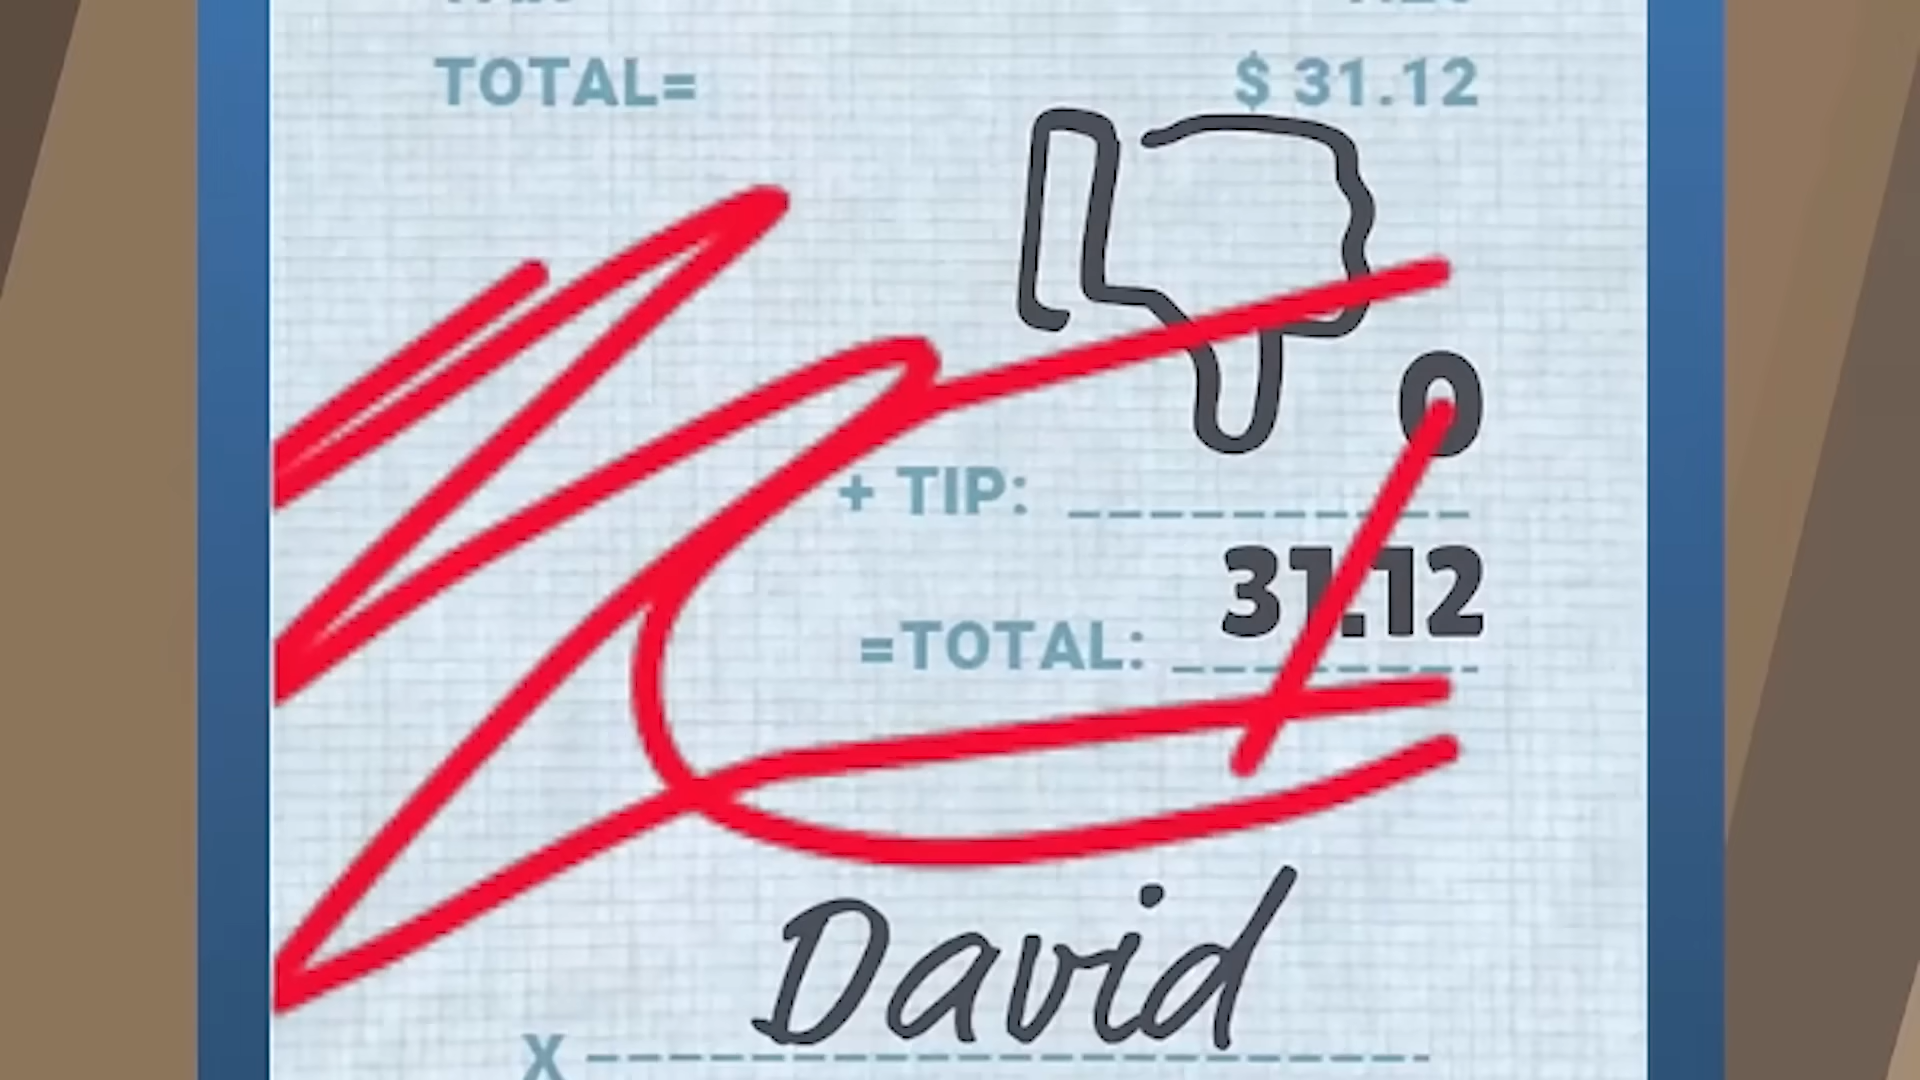 TOTAL= $ 31.12
0
+ TIP:
31.12
=TOTAL:
David
X